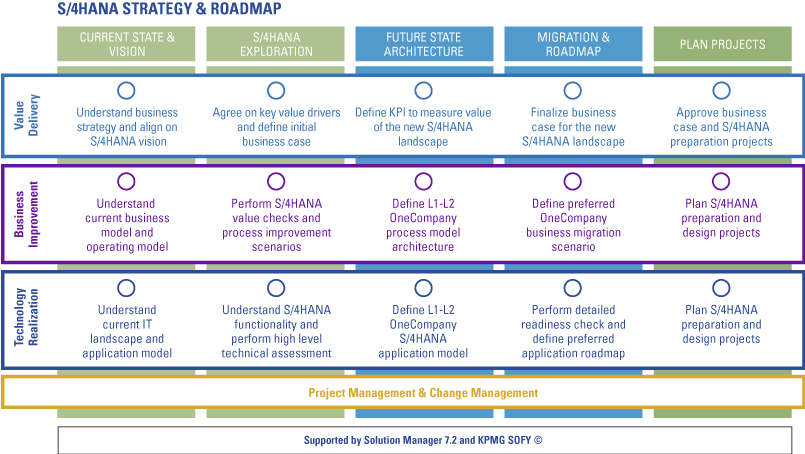 S/4HANA STRATEGY & ROADMAP
CURRENT STATE &
VISION
S/4HANA
EXPLORATION
FUTURE STATE
ARCHITECTURE
MIGRATION &
ROADMAP
PLAN PROJECTS
Value
Delivery
Understand business
strategy and align on
S/4HANA vision
Agree on key value drivers
and define initial
business case
Define KPI to measure value
of the new S/4HANA
landscape
Finalize business
case for the new
S/4HANA landscape
Approve business
case and S/4HANA
preparation projects
Business
Improvement
Understand
current business
model and
operating model
Perform S/4HANA
value checks and
process improvement
scenarios
Define L1-L2
OneCompany
process model
architecture
Define preferred
OneCompany
business migration
scenario
Plan S/4HANA
preparation and
design projects
Technology
Realization
Understand
current IT
landscape and
application model
Understand S/4HANA
functionality and
perform high level
technical assessment
Define L1-L2
OneCompany
S/4HANA
application model
Perform detailed
readiness check and
define preferred
application roadmap
Plan S/4HANA
preparation and
design projects
Project Management & Change Management
Supported by Solution Manager 7.2 and KPMG SOFY ©